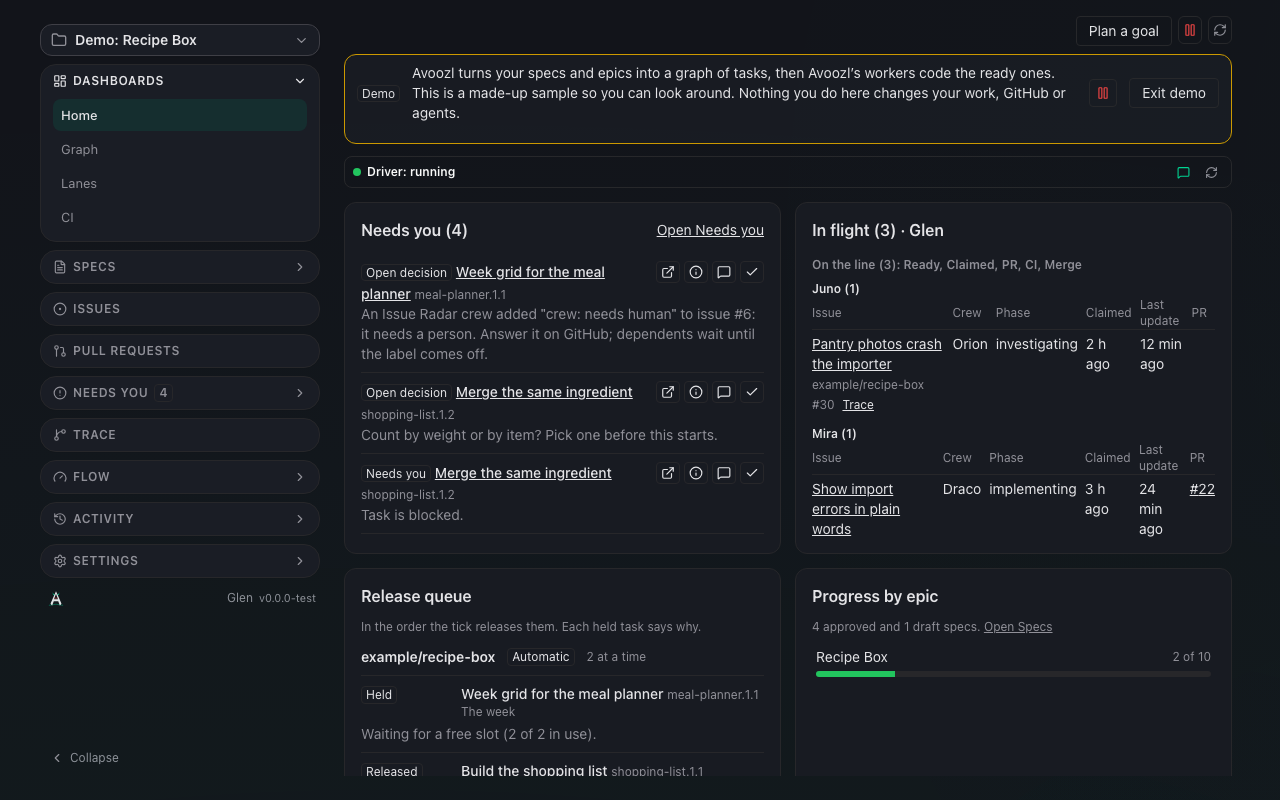 Demo: Recipe Box
DASHBOARDS
Home
Graph
Lanes
CI
SPECS
ISSUES
PULL REQUESTS
NEEDS YOU 4
TRACE
FLOW
ACTIVITY
SETTINGS
A
Glen v0.0.0-test
Collapse
Plan a goal
Demo
Avoozl turns your specs and epics into a graph of tasks, then Avoozl's workers code the ready ones.
This is a made-up sample so you can look around. Nothing you do here changes your work, GitHub or
agents.
Exit demo
Driver: running
Needs you (4)
Open Needs you
Open decision Week grid for the meal
planner meal-planner.1.1
An Issue Radar crew added "crew: needs human" to issue #6:
it needs a person. Answer it on GitHub; dependents wait until
the label comes off.
Open decision Merge the same ingredient
shopping-list.1.2
Count by weight or by item? Pick one before this starts.
Needs you Merge the same ingredient
shopping-list.1.2
Task is blocked.
In flight (3) · Glen
On the line (3): Ready, Claimed, PR, CI, Merge
Juno (1)
Issue Crew Phase Claimed Last update PR
Pantry photos crash Orion investigating 2 h 12 min
the importer ago ago
example/recipe-box
#30 Trace
Mira (1)
Issue Crew Phase Claimed Last update PR
Show import Draco implementing 3 h 24 #22
errors in plain ago min
words ago
Release queue
In the order the tick releases them. Each held task says why.
example/recipe-box Automatic 2 at a time
Held Week grid for the meal planner meal-planner.1.1
The week
Waiting for a free slot (2 of 2 in use).
Released Build the shopping list shopping-list.1.1
Progress by epic
4 approved and 1 draft specs. Open Specs
Recipe Box 2 of 10